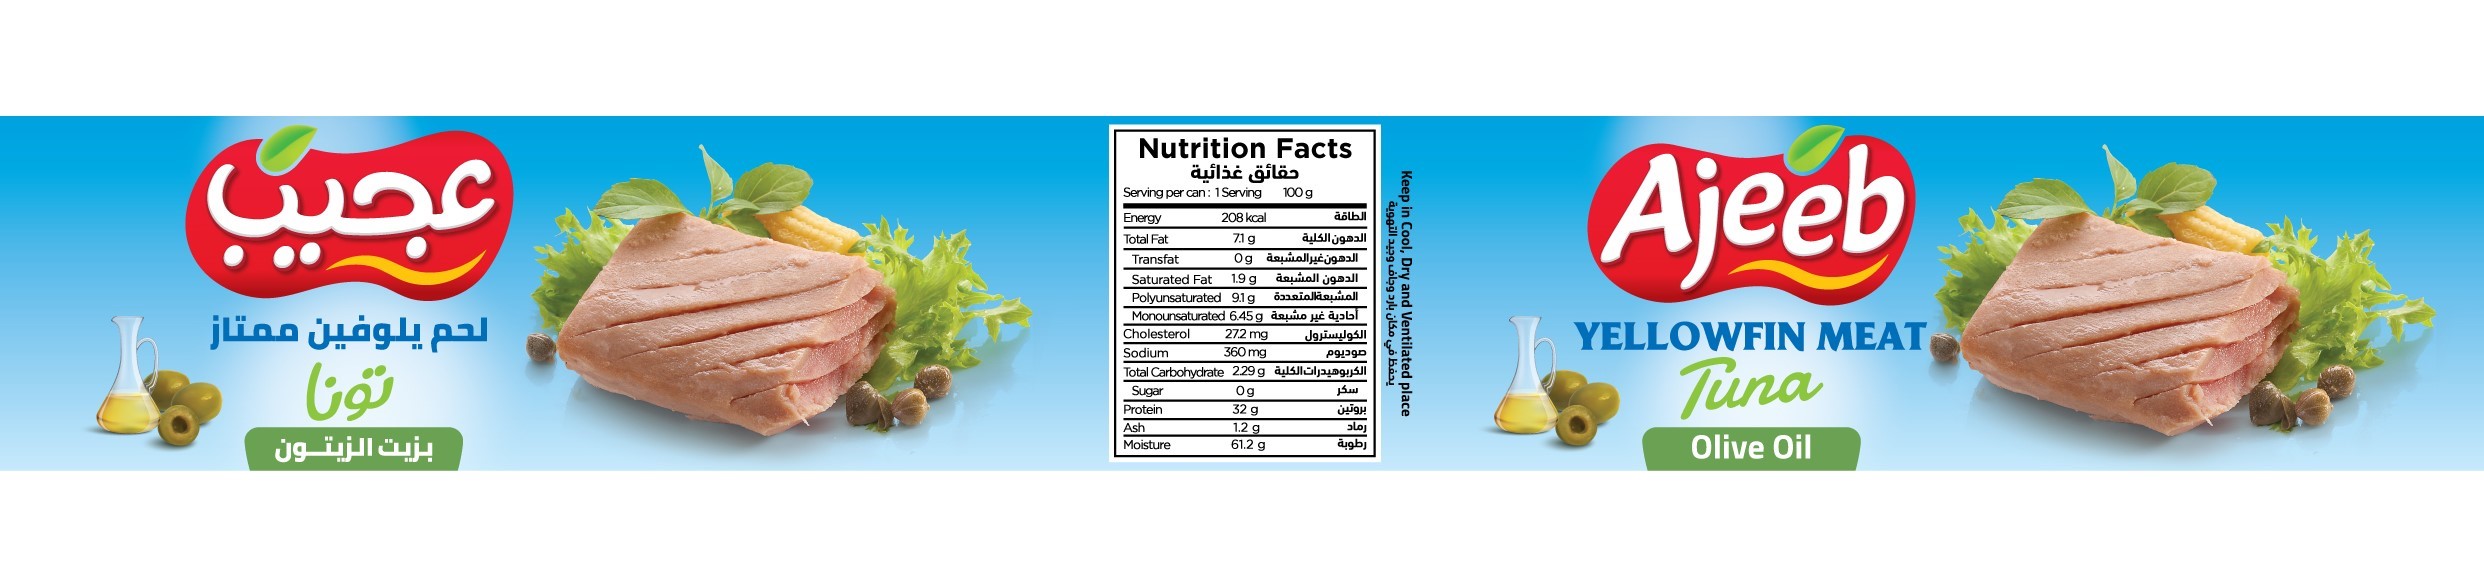 عجيب
لحم يلوفين ممتاز
تونا
بزيت الزيتــون
Nutrition Facts
حقائق غذائية
Serving per can : 1 Serving 100 g
Energy 208 kcal الطاقة
Total Fat 7.1 g الدهون الكلية
Transfat 0 g الدهون غير المشبعة
Saturated Fat 1.9 g الدهون المشبعة
Polyunsaturated 9.1 g المشبعة المتعددة
Monounsaturated 6.45 g أحادية غير مشبعة
Cholesterol 27.2 mg الكوليسترول
Sodium 360 mg صوديوم
Total Carbohydrate 2.29 g الكربوهيدرات الكلية
Sugar 0 g سكر
Protein 32 g بروتين
Ash 1.2 g رماد
Moisture 61.2 g رطوبة
Keep in Cool, Dry and Ventilated place
يحفظ في مكان بارد وجاف وجيد التهوية
Ajeeb
YELLOWFIN MEAT
Tuna
Olive Oil